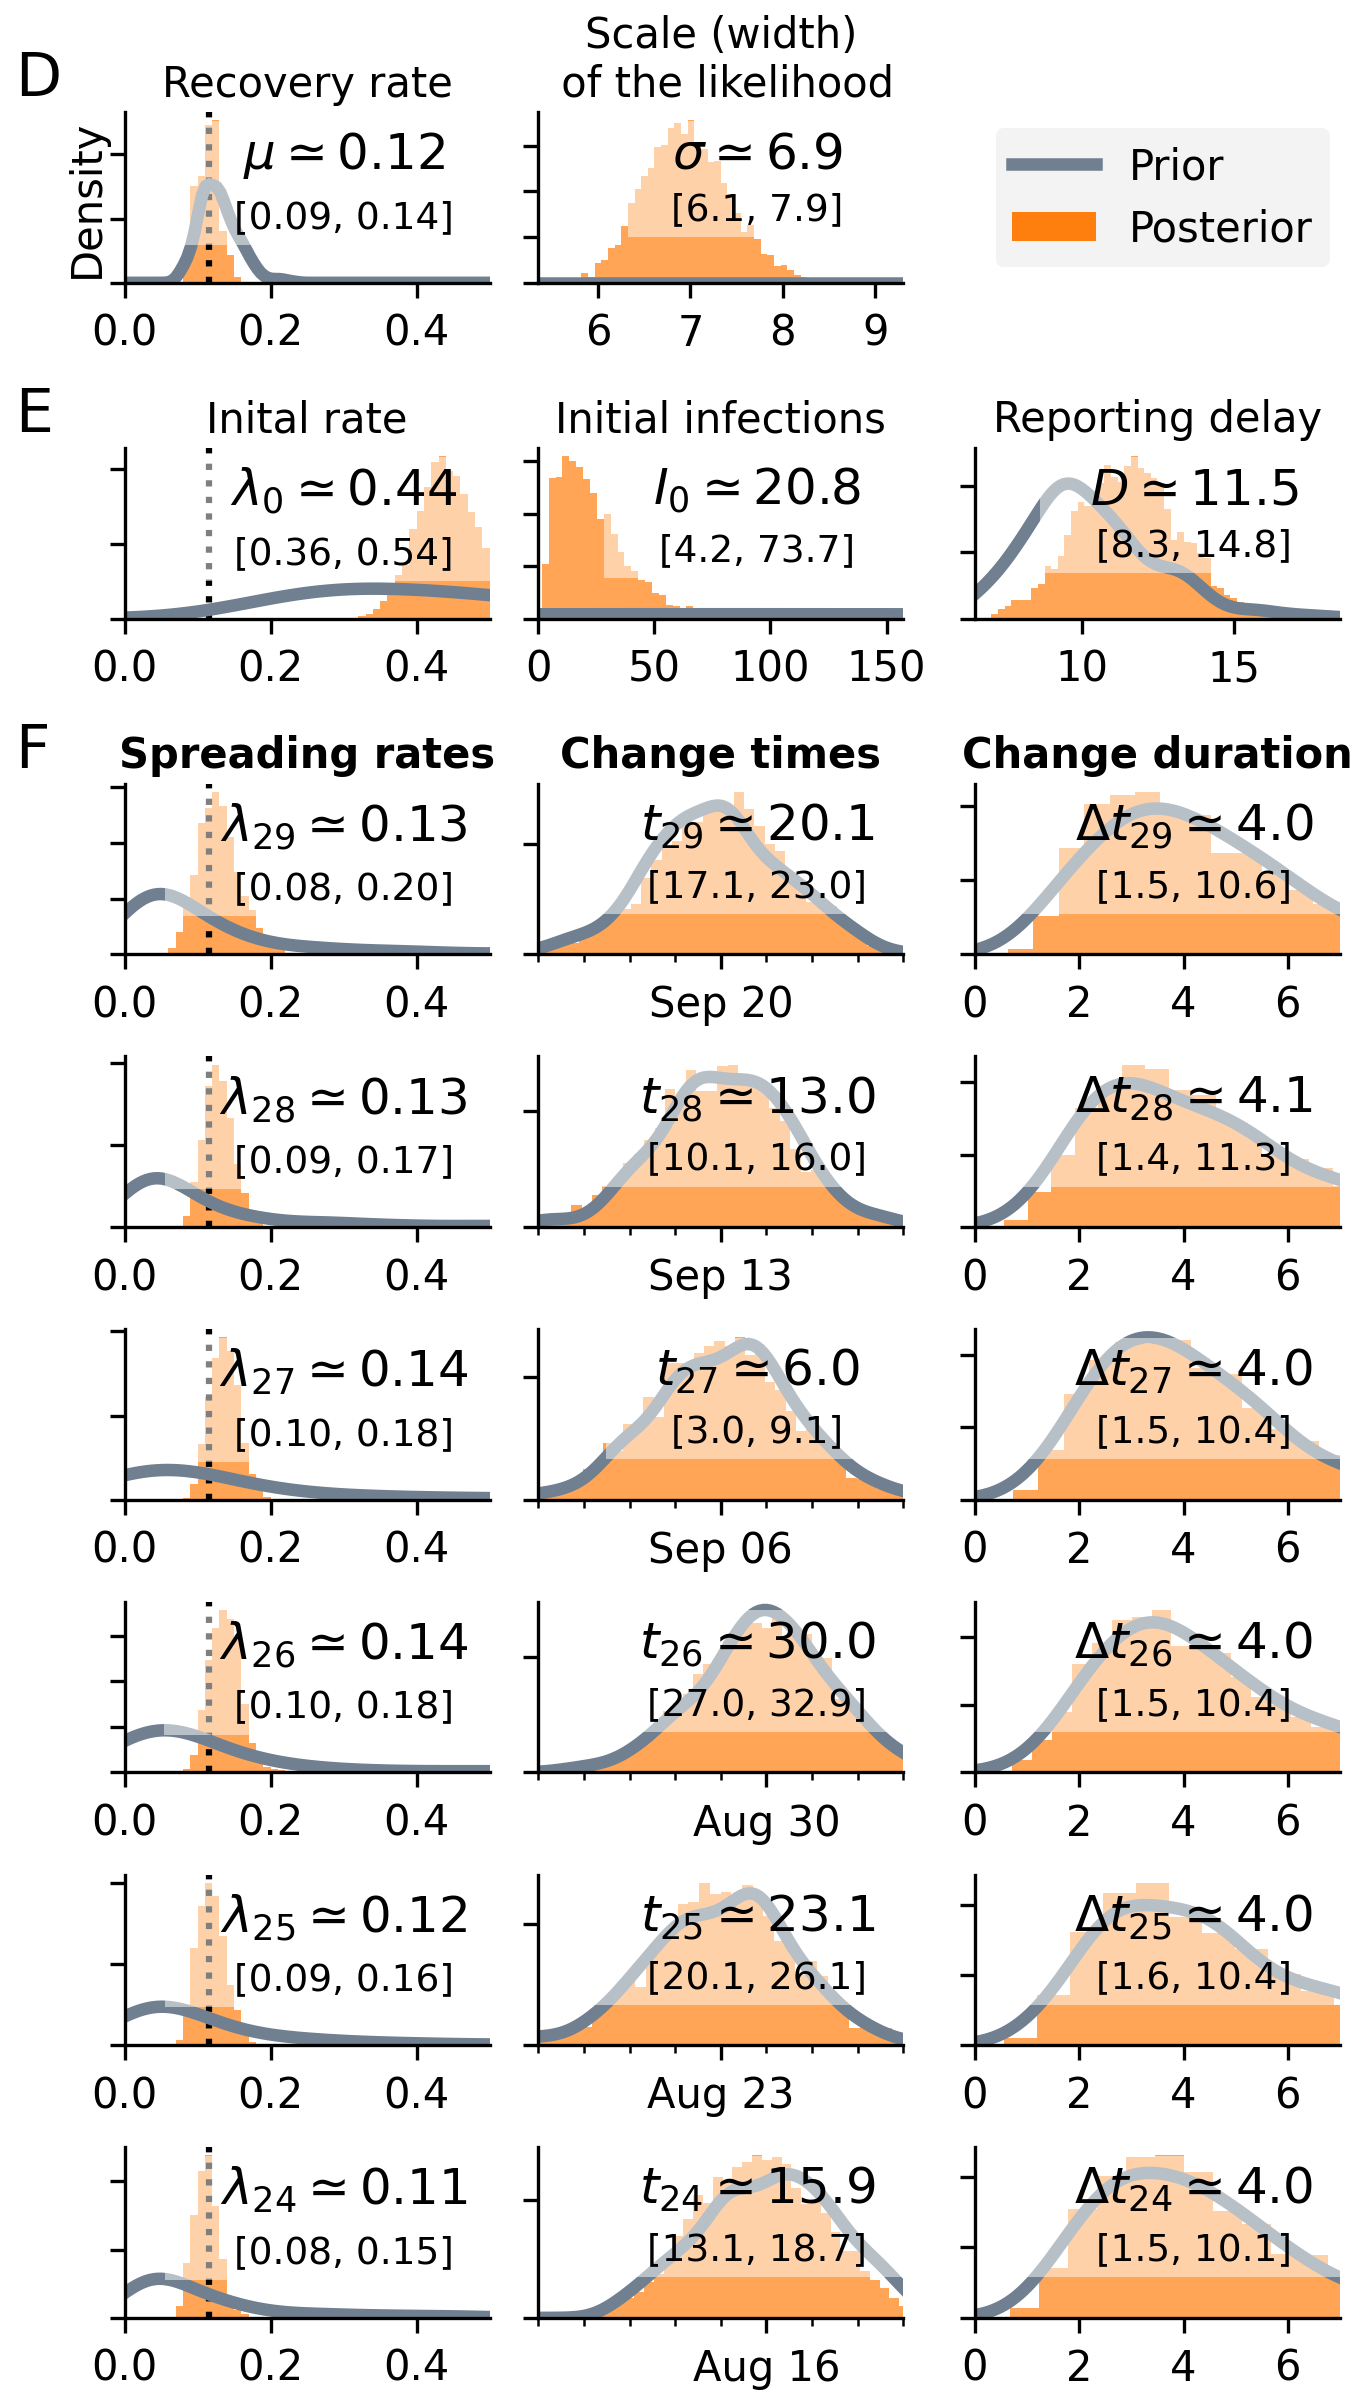 D
Recovery rate
Scale (width)
of the likelihood
Density
μ ≃ 0.12
[0.09, 0.14]
σ ≃ 6.9
[6.1, 7.9]
Prior
Posterior
0.0 0.2 0.4
6 7 8 9
E
Inital rate
Initial infections
Reporting delay
λ₀ ≃ 0.44
[0.36, 0.54]
I₀ ≃ 20.8
[4.2, 73.7]
D ≃ 11.5
[8.3, 14.8]
0.0 0.2 0.4
0 50 100 150
10 15
F
Spreading rates
Change times
Change duration
λ₂₉ ≃ 0.13
[0.08, 0.20]
t₂₉ ≃ 20.1
[17.1, 23.0]
Δt₂₉ ≃ 4.0
[1.5, 10.6]
0.0 0.2 0.4
Sep 20
0 2 4 6
λ₂₈ ≃ 0.13
[0.09, 0.17]
t₂₈ ≃ 13.0
[10.1, 16.0]
Δt₂₈ ≃ 4.1
[1.4, 11.3]
0.0 0.2 0.4
Sep 13
0 2 4 6
λ₂₇ ≃ 0.14
[0.10, 0.18]
t₂₇ ≃ 6.0
[3.0, 9.1]
Δt₂₇ ≃ 4.0
[1.5, 10.4]
0.0 0.2 0.4
Sep 06
0 2 4 6
λ₂₆ ≃ 0.14
[0.10, 0.18]
t₂₆ ≃ 30.0
[27.0, 32.9]
Δt₂₆ ≃ 4.0
[1.5, 10.4]
0.0 0.2 0.4
Aug 30
0 2 4 6
λ₂₅ ≃ 0.12
[0.09, 0.16]
t₂₅ ≃ 23.1
[20.1, 26.1]
Δt₂₅ ≃ 4.0
[1.6, 10.4]
0.0 0.2 0.4
Aug 23
0 2 4 6
λ₂₄ ≃ 0.11
[0.08, 0.15]
t₂₄ ≃ 15.9
[13.1, 18.7]
Δt₂₄ ≃ 4.0
[1.5, 10.1]
0.0 0.2 0.4
Aug 16
0 2 4 6